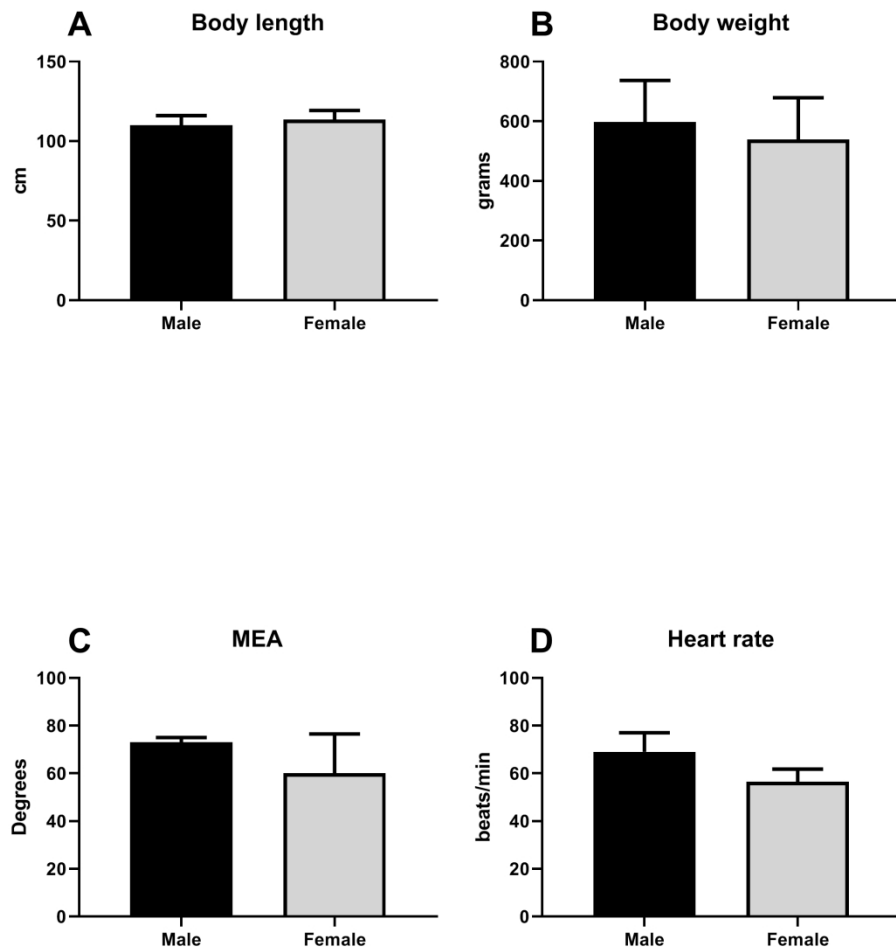 A Body length
150
100
50
0
cm
Male Female
B Body weight
800
600
400
200
0
grams
Male Female
C MEA
100
80
60
40
20
0
Degrees
Male Female
D Heart rate
100
80
60
40
20
0
beats/min
Male Female